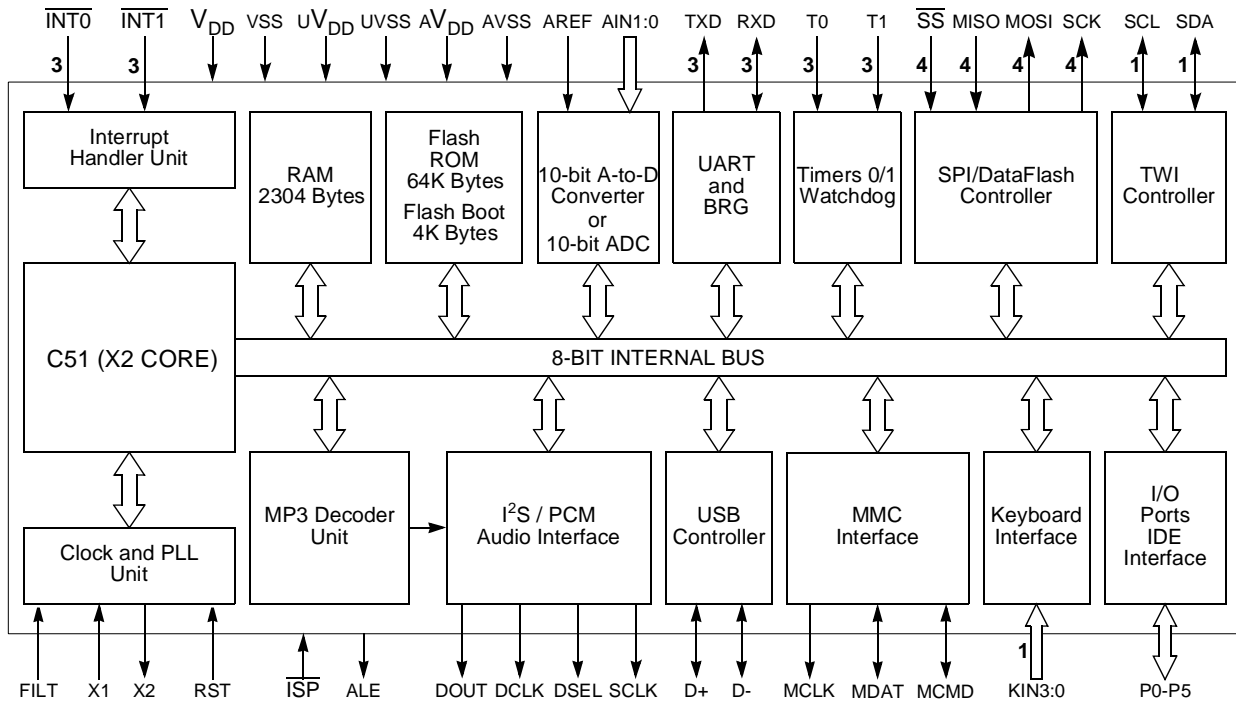 INT0 INT1 VDD VSS UVDD UVSS AVDD AVSS AREF AIN1:0 TXD RXD T0 T1 SS MISO MOSI SCK SCL SDA
3 3 3 3 3 3 4 4 4 4 1 1
Interrupt
Handler Unit
RAM
2304 Bytes
Flash
ROM
64K Bytes
Flash Boot
4K Bytes
10-bit A-to-D
Converter
or
10-bit ADC
UART
and
BRG
Timers 0/1
Watchdog
SPI/DataFlash
Controller
TWI
Controller
C51 (X2 CORE)
8-BIT INTERNAL BUS
Clock and PLL
Unit
MP3 Decoder
Unit
I2S / PCM
Audio Interface
USB
Controller
MMC
Interface
Keyboard
Interface
I/O
Ports
IDE
Interface
1
FILT X1 X2 RST ISP ALE DOUT DCLK DSEL SCLK D+ D- MCLK MDAT MCMD KIN3:0 P0-P5